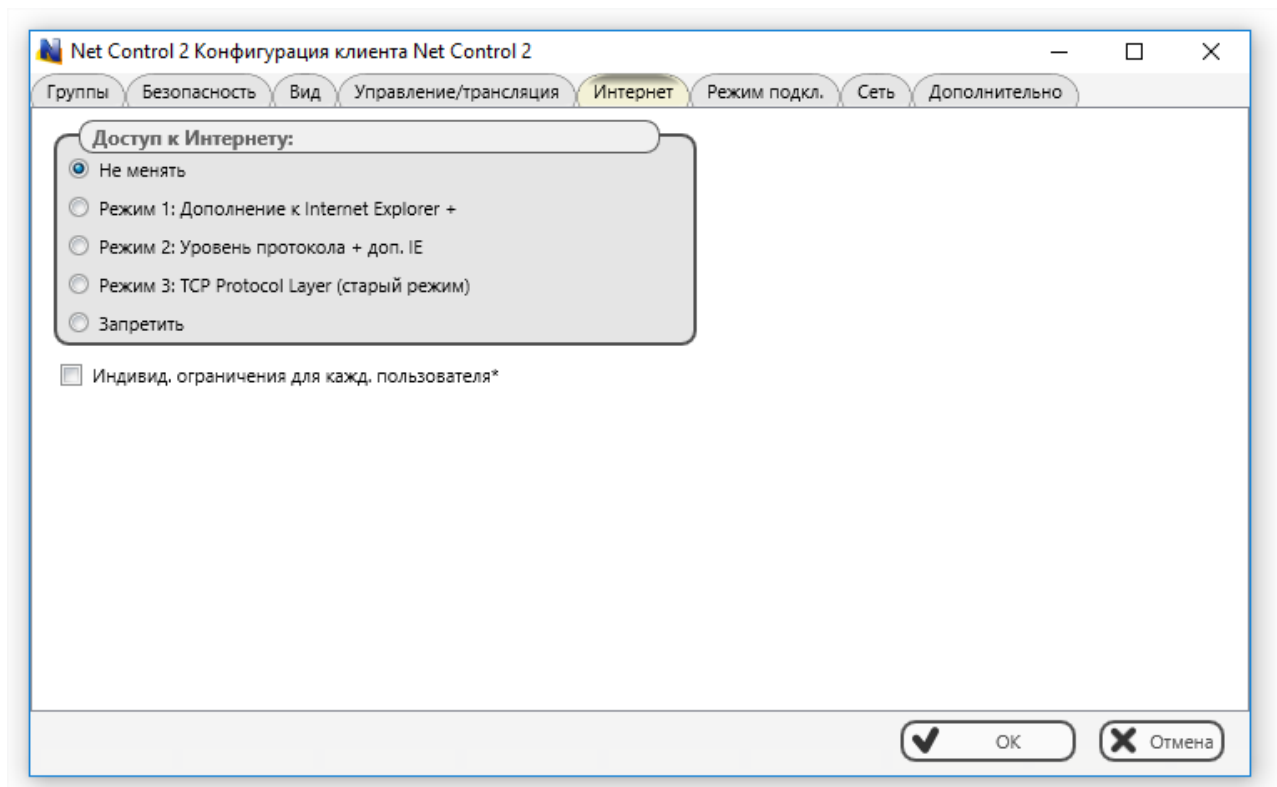 Net Control 2 Конфигурация клиента Net Control 2
Группы Безопасность Вид Управление/трансляция Интернет Режим подкл. Сеть Дополнительно
Доступ к Интернету:
Не менять
Режим 1: Дополнение к Internet Explorer +
Режим 2: Уровень протокола + доп. IE
Режим 3: TCP Protocol Layer (старый режим)
Запретить
Индивид. ограничения для кажд. пользователя*
ОК Отмена